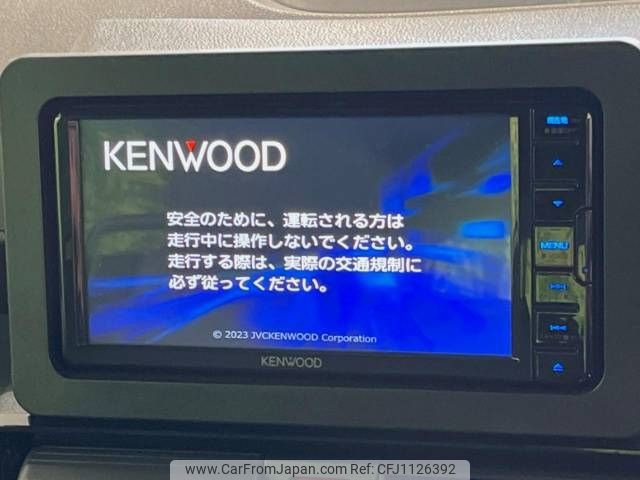 KENWOOD
安全のために、運転される方は
走行中に操作しないでください。
走行する際は、実際の交通規制に
必ず従ってください。
© 2023 JVCKENWOOD Corporation
KENWOOD
現在地
MENU
www.CarFromJapan.com CFJ1126392